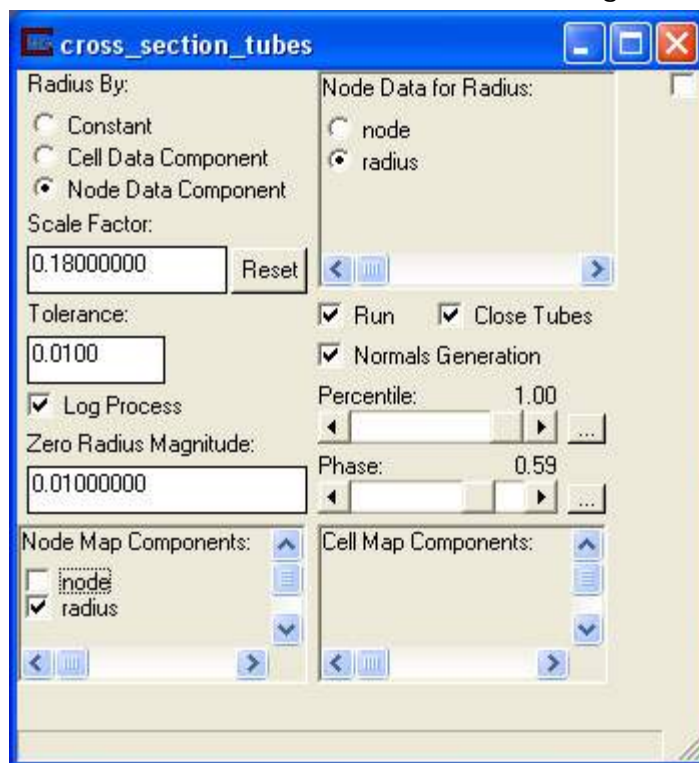 cross_section_tubes
Radius By:
Constant
Cell Data Component
Node Data Component
Scale Factor:
0.18000000
Reset
Tolerance:
0.0100
Log Process
Zero Radius Magnitude:
0.01000000
Node Data for Radius:
node
radius
Run Close Tubes
Normals Generation
Percentile: 1.00
...
Phase: 0.59
...
Node Map Components:
node
radius
Cell Map Components: